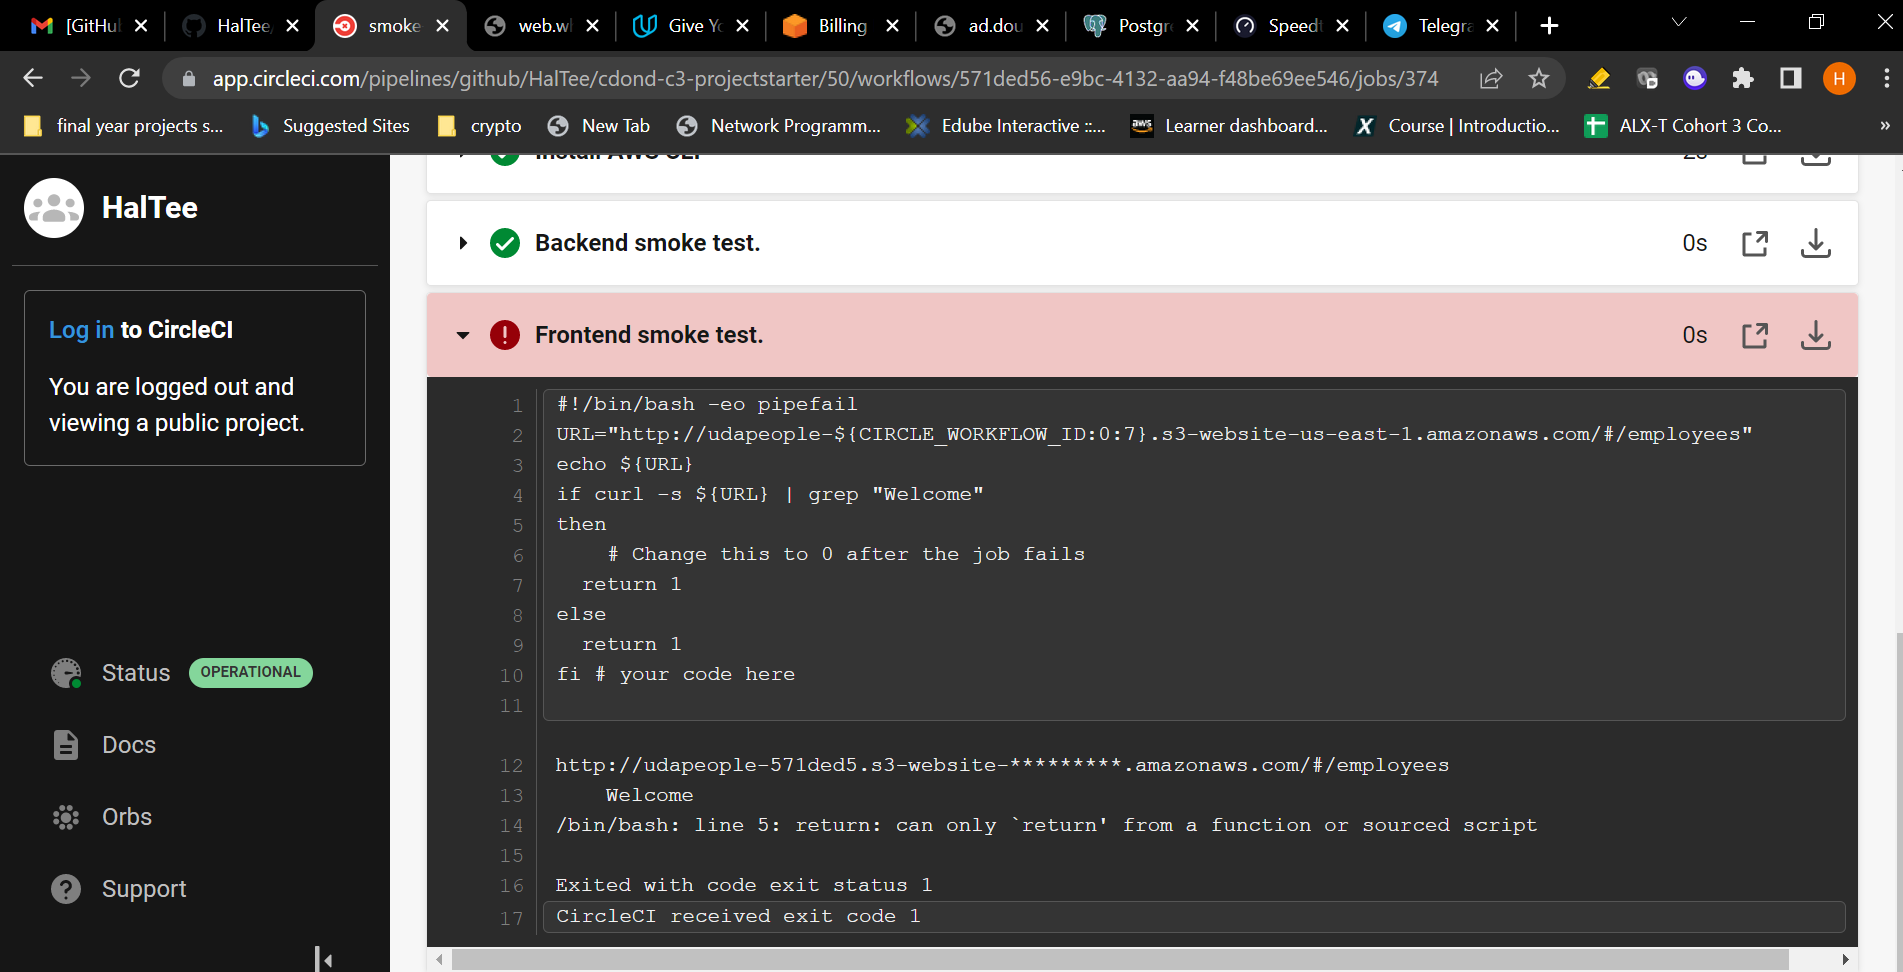 [GitHu
HalTee
smoke
web.w
Give Yo
Billing
ad.dou
Postgr
Speedt
Telegra
app.circleci.com/pipelines/github/HalTee/cdond-c3-projectstarter/50/workflows/571ded56-e9bc-4132-aa94-f48be69ee546/jobs/374
H
final year projects s...
Suggested Sites
crypto
New Tab
Network Programm...
Edube Interactive ::...
aws
Learner dashboard...
Course | Introductio...
ALX-T Cohort 3 Co...
»
HalTee
Log in to CircleCI
You are logged out and
viewing a public project.
Status OPERATIONAL
Docs
Orbs
Support
Install AWS CLI 2s
Backend smoke test. 0s
Frontend smoke test. 0s
1 #!/bin/bash -eo pipefail
2 URL="http://udapeople-${CIRCLE_WORKFLOW_ID:0:7}.s3-website-us-east-1.amazonaws.com/#/employees"
3 echo ${URL}
4 if curl -s ${URL} | grep "Welcome"
5 then
6 # Change this to 0 after the job fails
7 return 1
8 else
9 return 1
10 fi # your code here
11
12 http://udapeople-571ded5.s3-website-*********.amazonaws.com/#/employees
13 Welcome
14 /bin/bash: line 5: return: can only `return' from a function or sourced script
15
16 Exited with code exit status 1
17 CircleCI received exit code 1